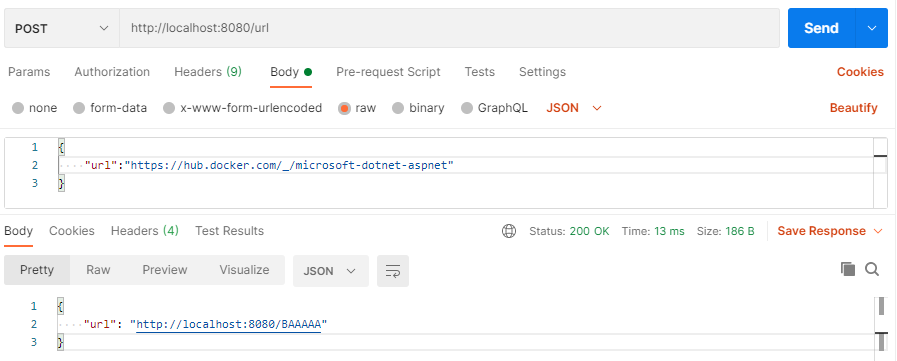 POST http://localhost:8080/url Send
Params Authorization Headers (9) Body Pre-request Script Tests Settings Cookies
none form-data x-www-form-urlencoded raw binary GraphQL JSON Beautify
1 {
2 "url":"https://hub.docker.com/_/microsoft-dotnet-aspnet"
3 }
Body Cookies Headers (4) Test Results Status: 200 OK Time: 13 ms Size: 186 B Save Response
Pretty Raw Preview Visualize JSON
1 {
2 "url": "http://localhost:8080/BAAAAA"
3 }